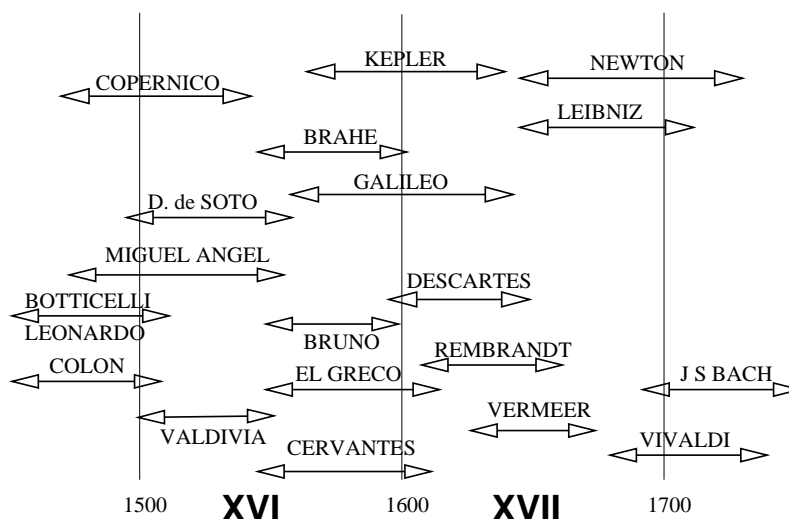 KEPLER
NEWTON
COPERNICO
LEIBNIZ
BRAHE
GALILEO
D. de SOTO
MIGUEL ANGEL
DESCARTES
BOTTICELLI
LEONARDO
BRUNO
REMBRANDT
COLON
EL GRECO
J S BACH
VALDIVIA
VERMEER
CERVANTES
VIVALDI
1500 XVI 1600 XVII 1700